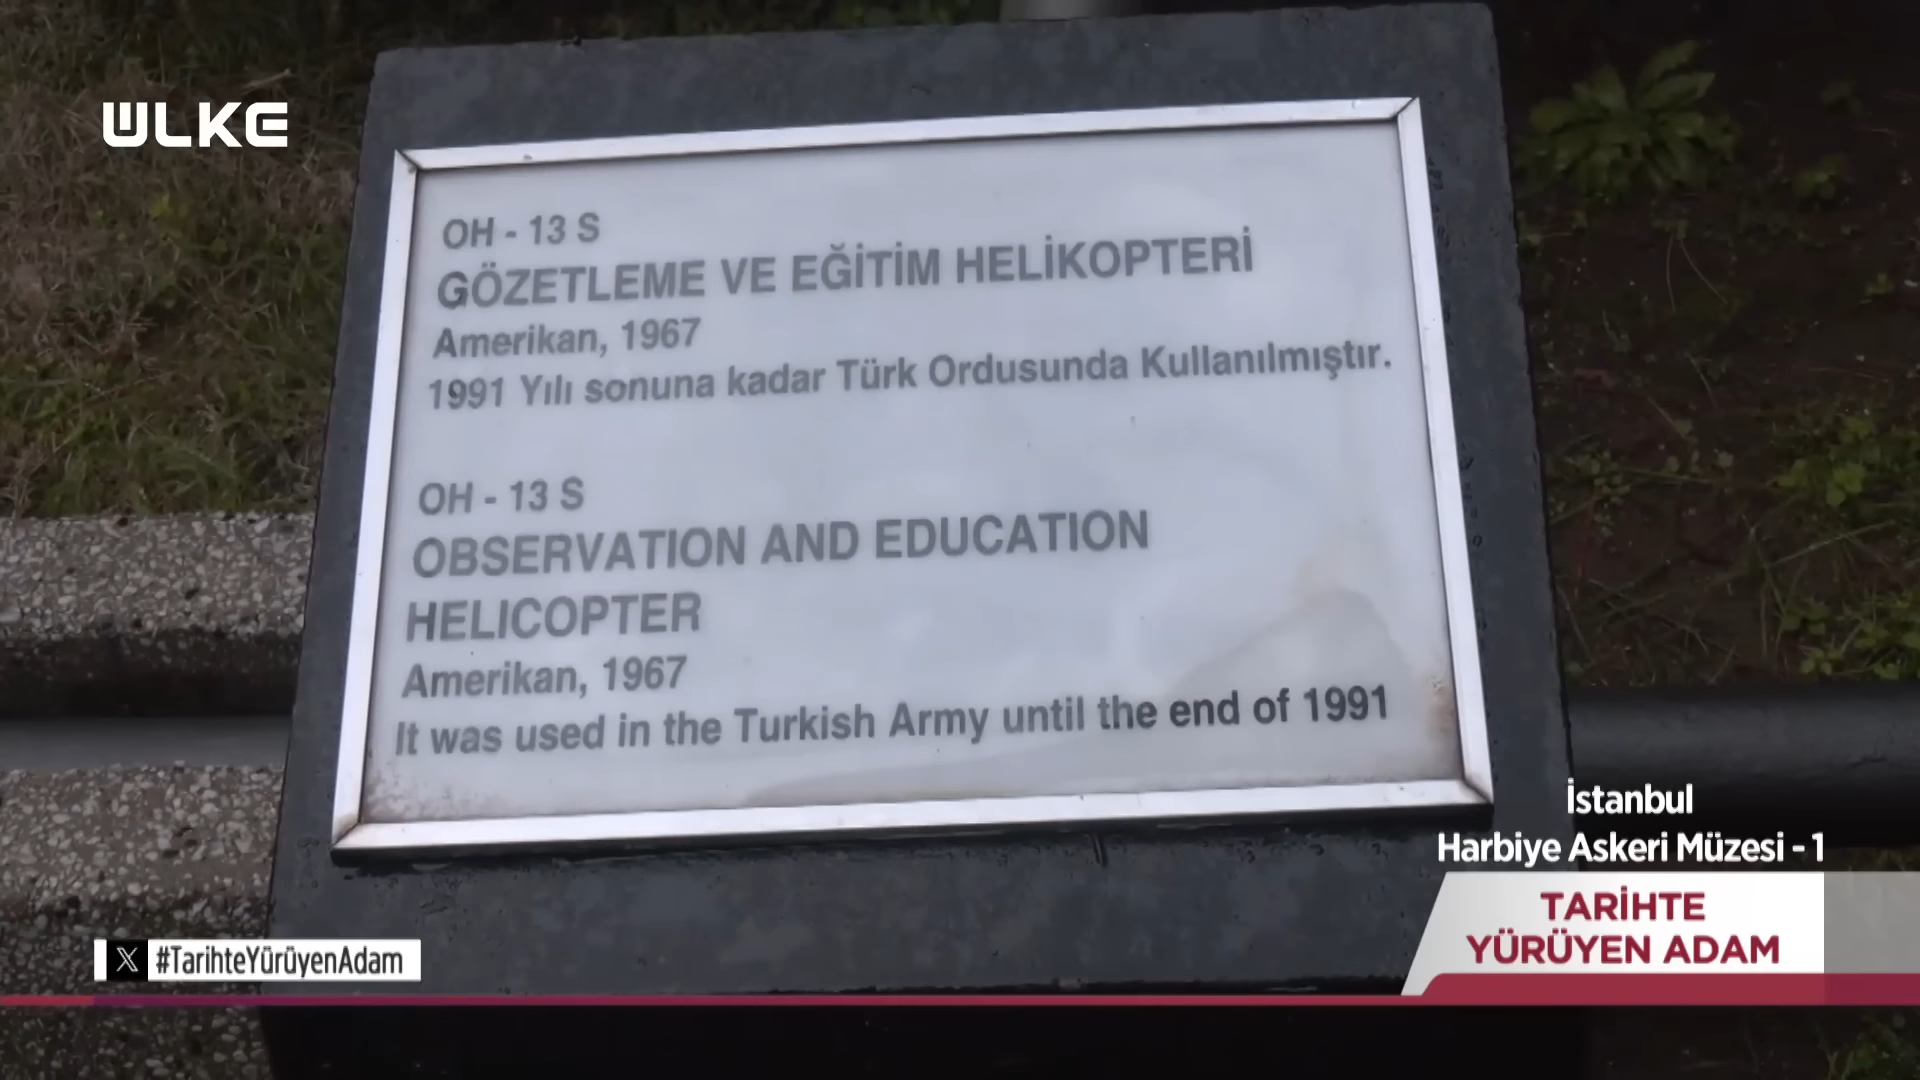 ULKE
OH - 13 S
GÖZETLEME VE EĞİTİM HELİKOPTERİ
Amerikan, 1967
1991 Yılı sonuna kadar Türk Ordusunda Kullanılmıştır.
OH - 13 S
OBSERVATION AND EDUCATION
HELICOPTER
Amerikan, 1967
It was used in the Turkish Army until the end of 1991
İstanbul
Harbiye Askeri Müzesi - 1
TARİHTE
YÜRÜYEN ADAM
X #TarihteYürüyenAdam